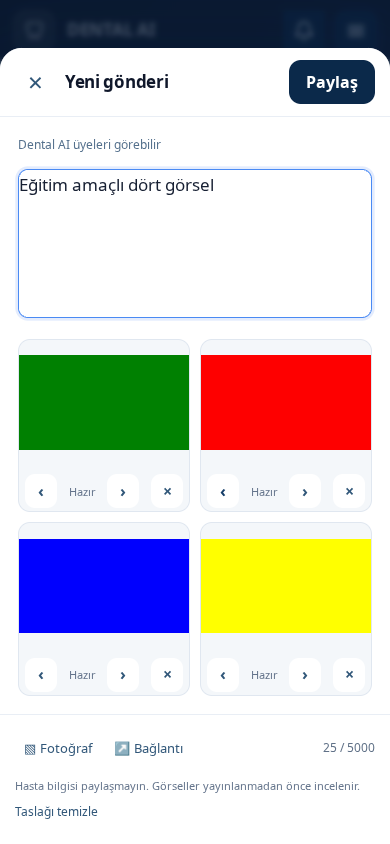 DENTAL AI
× Yeni gönderi Paylaş
Dental AI üyeleri görebilir
Eğitim amaçlı dört görsel
‹ Hazır › × ‹ Hazır › ×
‹ Hazır › × ‹ Hazır › ×
Fotoğraf Bağlantı 25 / 5000
Hasta bilgisi paylaşmayın. Görseller yayınlanmadan önce incelenir.
Taslağı temizle